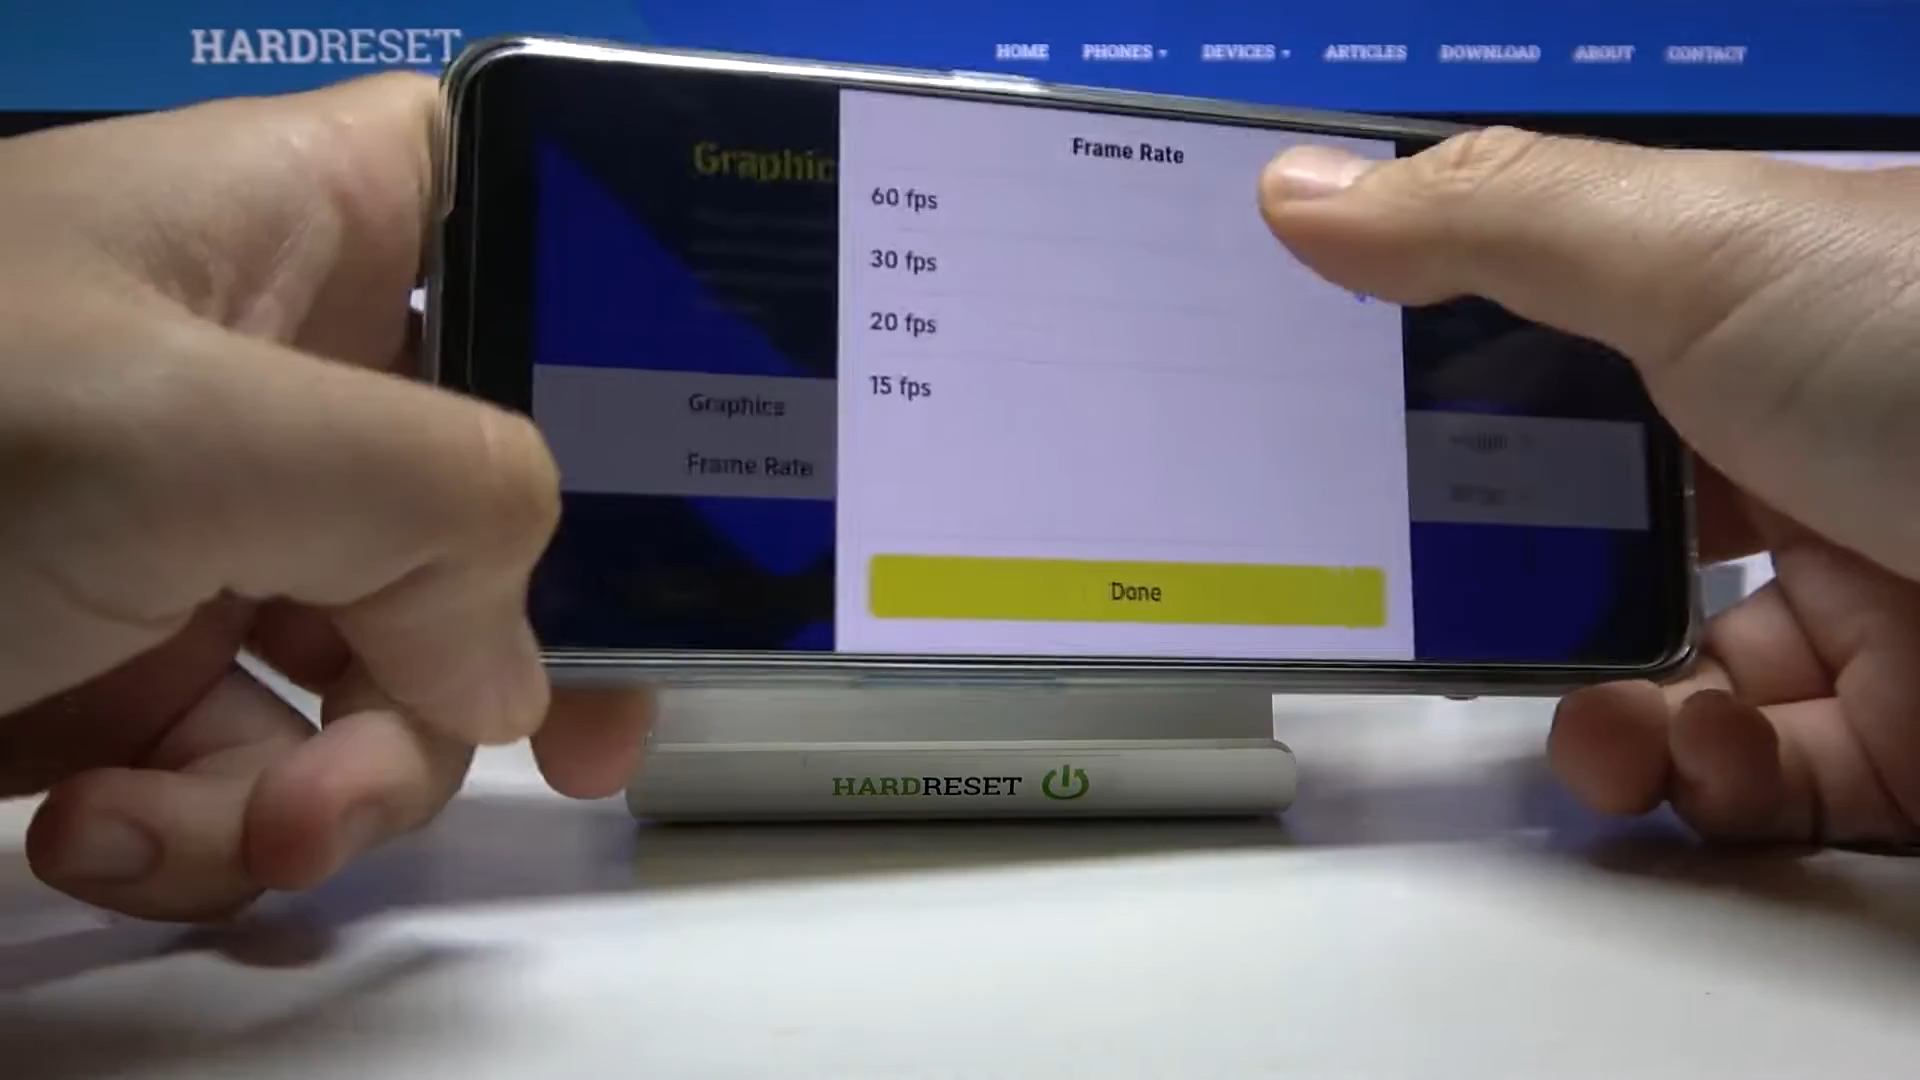 HARDRESET
HOME PHONES DEVICES ARTICLES DOWNLOAD ABOUT CONTACT
Graphic
Frame Rate
60 fps
30 fps
20 fps
15 fps
Graphics
Frame Rate
Done
HARDRESET